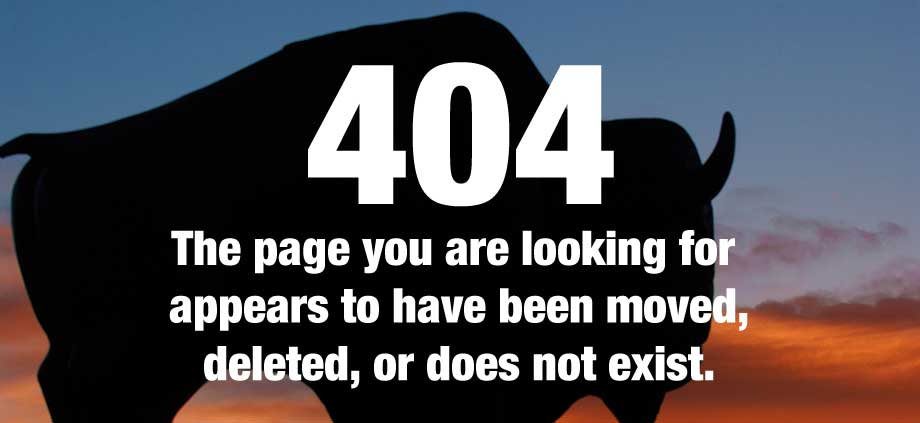 404
The page you are looking for
appears to have been moved,
deleted, or does not exist.